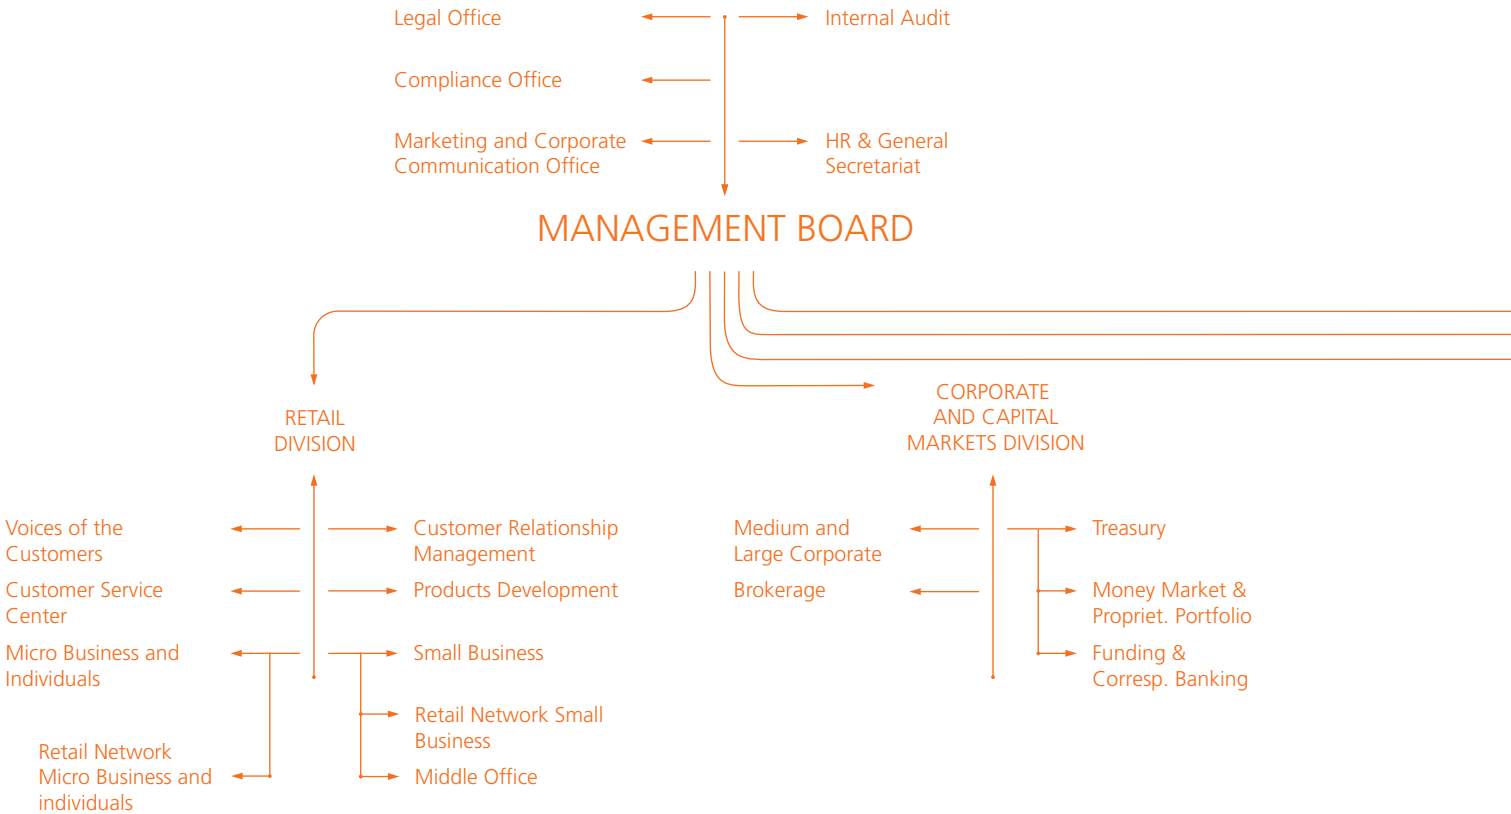 Legal Office
Internal Audit
Compliance Office
Marketing and Corporate
Communication Office
HR & General
Secretariat
MANAGEMENT BOARD
RETAIL
DIVISION
CORPORATE
AND CAPITAL
MARKETS DIVISION
Voices of the
Customers
Customer Relationship
Management
Customer Service
Center
Products Development
Micro Business and
Individuals
Small Business
Retail Network Small
Business
Retail Network
Micro Business and
individuals
Middle Office
Medium and
Large Corporate
Treasury
Brokerage
Money Market &
Propriet. Portfolio
Funding &
Corresp. Banking